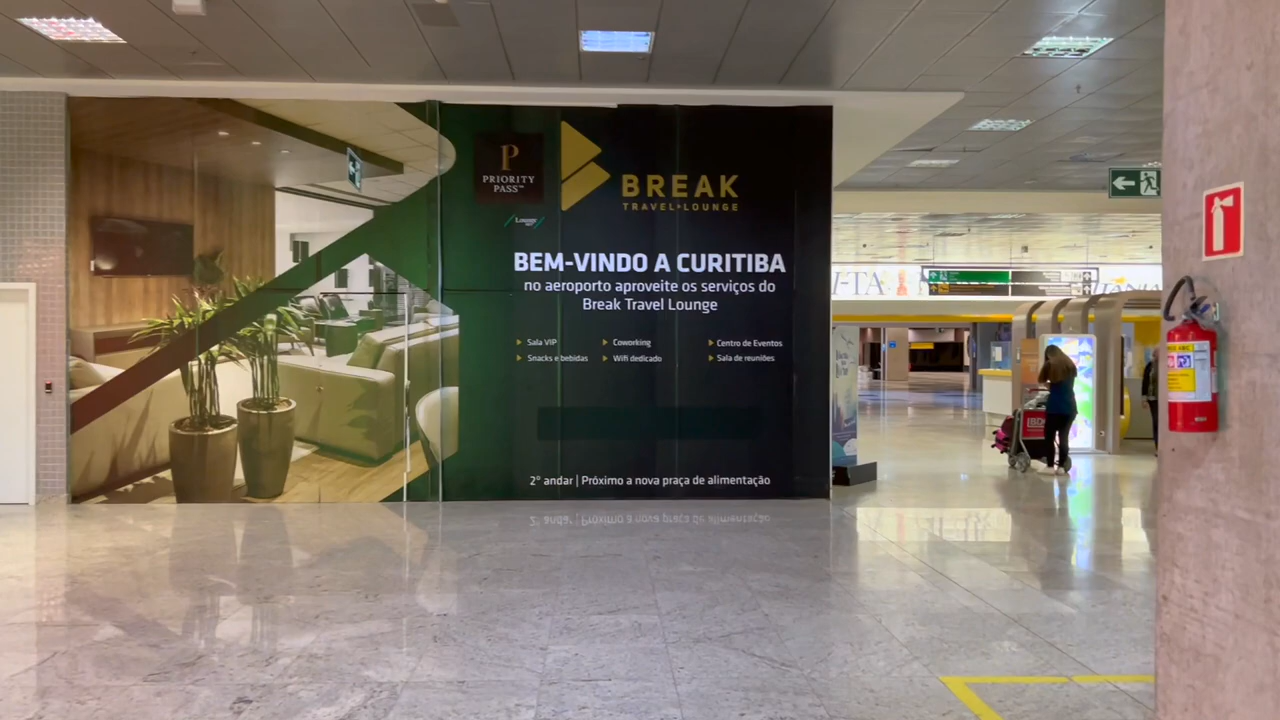 PRIORITY
PASS™
BREAK
TRAVEL LOUNGE
BEM-VINDO A CURITIBA
no aeroporto aproveite os serviços do
Break Travel Lounge
Sala VIP
Coworking
Centro de Eventos
Snacks e bebidas
Wifi dedicado
Sala de reuniões
2º andar | Próximo a nova praça de alimentação